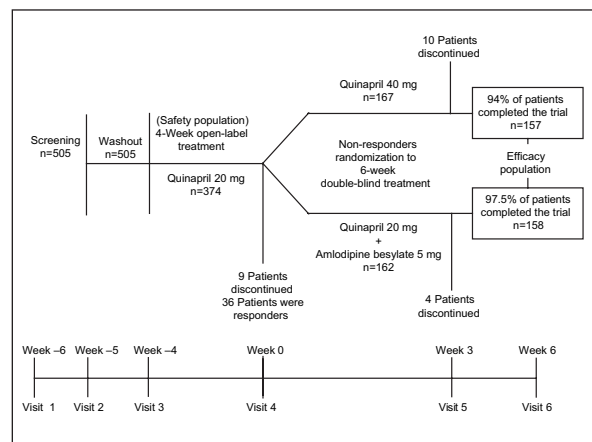 10 Patients
discontinued
Quinapril 40 mg
n=167
94% of patients
completed the trial
n=157
(Safety population)
4-Week open-label
treatment
Screening
n=505
Washout
n=505
Quinapril 20 mg
n=374
Non-responders
randomization to
6-week
double-blind treatment
Efficacy
population
97.5% of patients
completed the trial
n=158
Quinapril 20 mg
+
Amlodipine besylate 5 mg
n=162
9 Patients
discontinued
36 Patients were
responders
4 Patients
discontinued
Week –6 Week –5 Week –4 Week 0 Week 3 Week 6
Visit 1 Visit 2 Visit 3 Visit 4 Visit 5 Visit 6